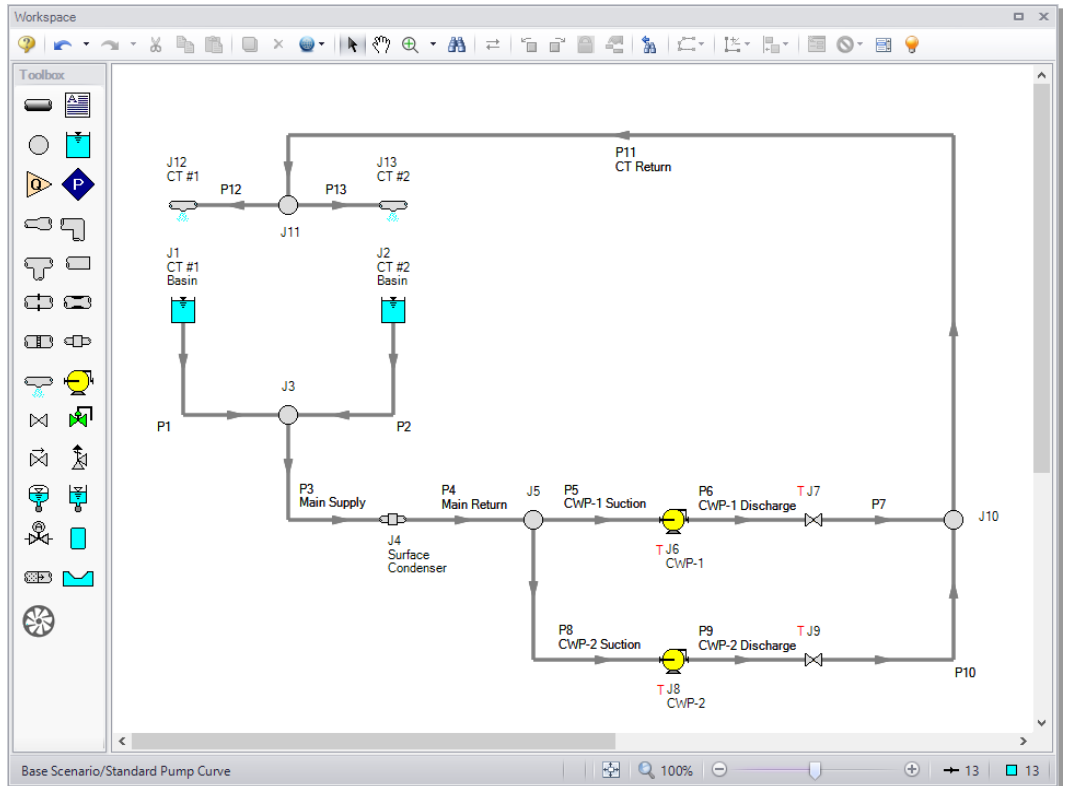 Workspace
Toolbox
A
Q
P
P11
CT Return
J12
CT #1
P12
P13
J13
CT #2
J11
J1
CT #1
Basin
J2
CT #2
Basin
J3
P1
P2
P3
Main Supply
P4
Main Return
J5
P5
CWP-1 Suction
P6
CWP-1 Discharge
T J7
P7
J10
J4
Surface
Condenser
T J6
CWP-1
P8
CWP-2 Suction
P9
CWP-2 Discharge
T J9
P10
T J8
CWP-2
Base Scenario/Standard Pump Curve
100%
13
13